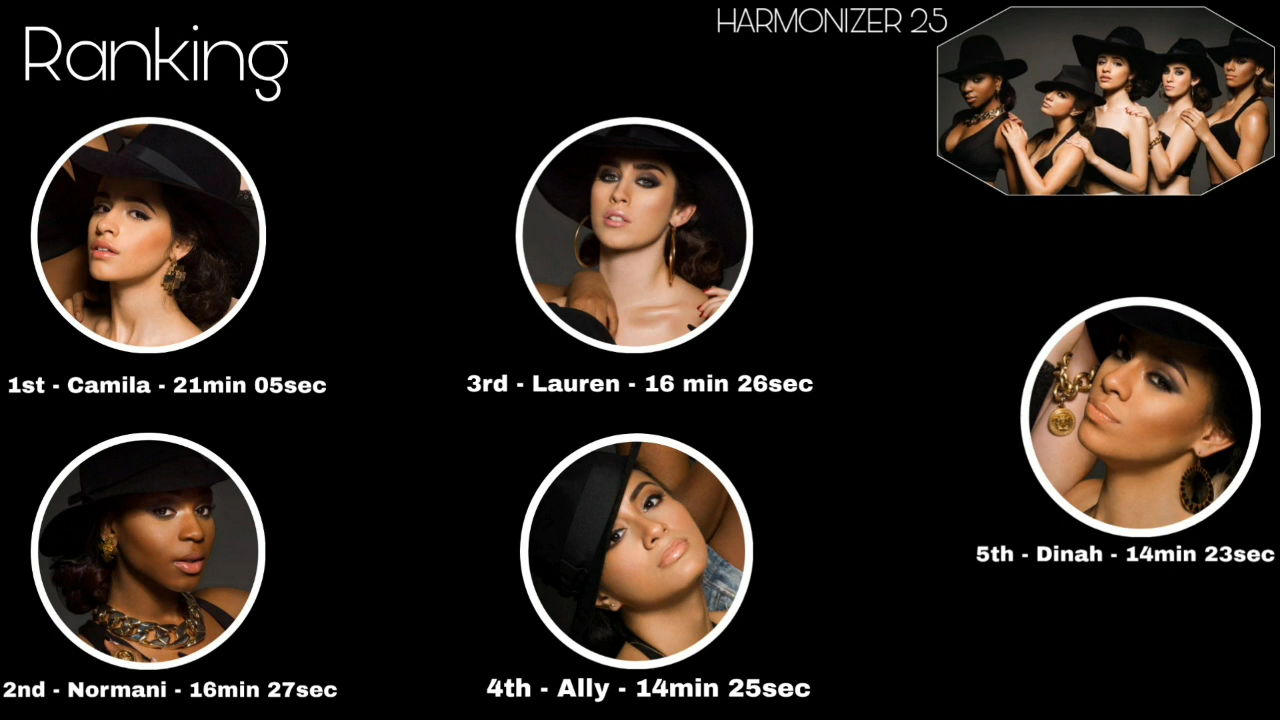 Ranking
HARMONIZER 25
1st - Camila - 21min 05sec
3rd - Lauren - 16 min 26sec
5th - Dinah - 14min 23sec
2nd - Normani - 16min 27sec
4th - Ally - 14min 25sec